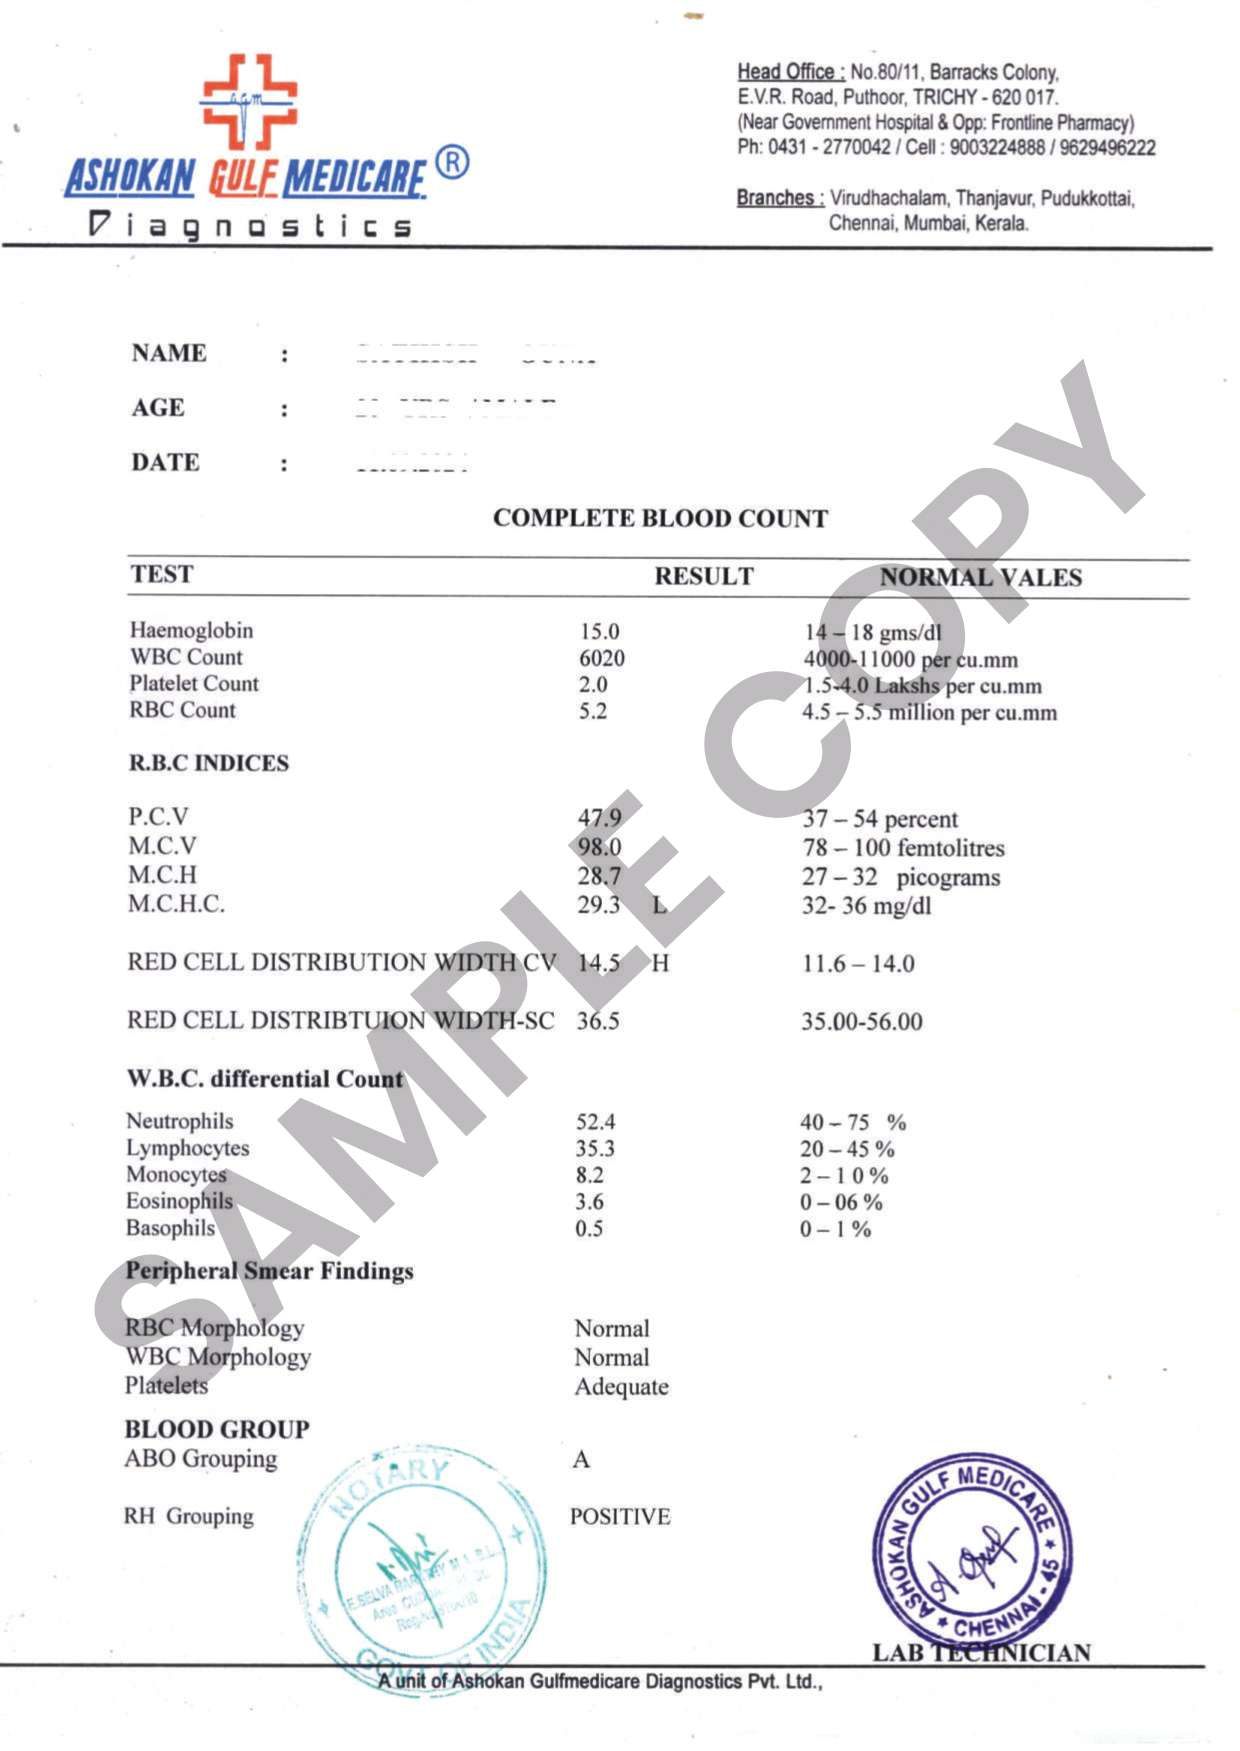 agm
ASHOKAN GULF MEDICARE ®
Diagnostics
Head Office : No.80/11, Barracks Colony,
E.V.R. Road, Puthoor, TRICHY - 620 017.
(Near Government Hospital & Opp: Frontline Pharmacy)
Ph: 0431 - 2770042 / Cell : 9003224888 / 9629496222
Branches : Virudhachalam, Thanjavur, Pudukkottai,
Chennai, Mumbai, Kerala.
NAME :
AGE :
DATE :
COMPLETE BLOOD COUNT
TEST RESULT NORMAL VALES
Haemoglobin 15.0 14 – 18 gms/dl
WBC Count 6020 4000-11000 per cu.mm
Platelet Count 2.0 1.5-4.0 Lakshs per cu.mm
RBC Count 5.2 4.5 – 5.5 million per cu.mm
R.B.C INDICES
P.C.V 47.9 37 – 54 percent
M.C.V 98.0 78 – 100 femtolitres
M.C.H 28.7 27 – 32 picograms
M.C.H.C. 29.3 L 32- 36 mg/dl
RED CELL DISTRIBUTION WIDTH CV 14.5 H 11.6 – 14.0
RED CELL DISTRIBTUION WIDTH-SC 36.5 35.00-56.00
W.B.C. differential Count
Neutrophils 52.4 40 – 75 %
Lymphocytes 35.3 20 – 45 %
Monocytes 8.2 2 – 1 0 %
Eosinophils 3.6 0 – 06 %
Basophils 0.5 0 – 1 %
Peripheral Smear Findings
RBC Morphology Normal
WBC Morphology Normal
Platelets Adequate
BLOOD GROUP
ABO Grouping A
RH Grouping POSITIVE
SAMPLE COPY
NOTARY
E.SELVA
GOVT. OF INDIA
ASHOKAN GULF MEDICARE
CHENNAI - 45
LAB TECHNICIAN
A unit of Ashokan Gulfmedicare Diagnostics Pvt. Ltd.,